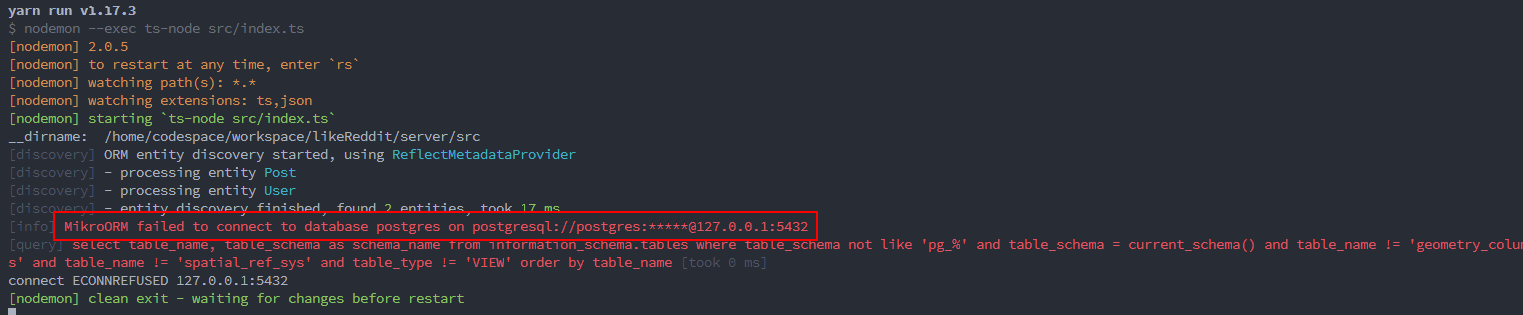 yarn run v1.17.3
$ nodemon --exec ts-node src/index.ts
[nodemon] 2.0.5
[nodemon] to restart at any time, enter `rs`
[nodemon] watching path(s): *.*
[nodemon] watching extensions: ts,json
[nodemon] starting `ts-node src/index.ts`
__dirname:  /home/codespace/workspace/likeReddit/server/src
[discovery] ORM entity discovery started, using ReflectMetadataProvider
[discovery] - processing entity Post
[discovery] - processing entity User
[discovery] - entity discovery finished, found 2 entities, took 17 ms
[info] MikroORM failed to connect to database postgres on postgresql://postgres:*****@127.0.0.1:5432
[query] select table_name, table_schema as schema_name from information_schema.tables where table_schema not like 'pg_%' and table_schema = current_schema() and table_name != 'geometry_colum
s' and table_name != 'spatial_ref_sys' and table_type != 'VIEW' order by table_name [took 0 ms]
connect ECONNREFUSED 127.0.0.1:5432
[nodemon] clean exit - waiting for changes before restart